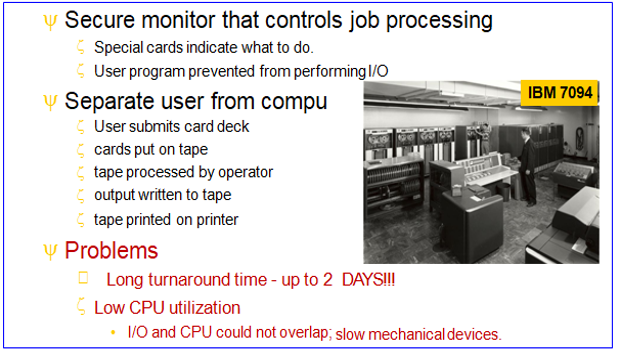 ψ Secure monitor that controls job processing
ζ Special cards indicate what to do.
ζ User program prevented from performing I/O
ψ Separate user from compu
IBM 7094
ζ User submits card deck
ζ cards put on tape
ζ tape processed by operator
ζ output written to tape
ζ tape printed on printer
ψ Problems
□ Long turnaround time - up to 2 DAYS!!!
ζ Low CPU utilization
• I/O and CPU could not overlap; slow mechanical devices.